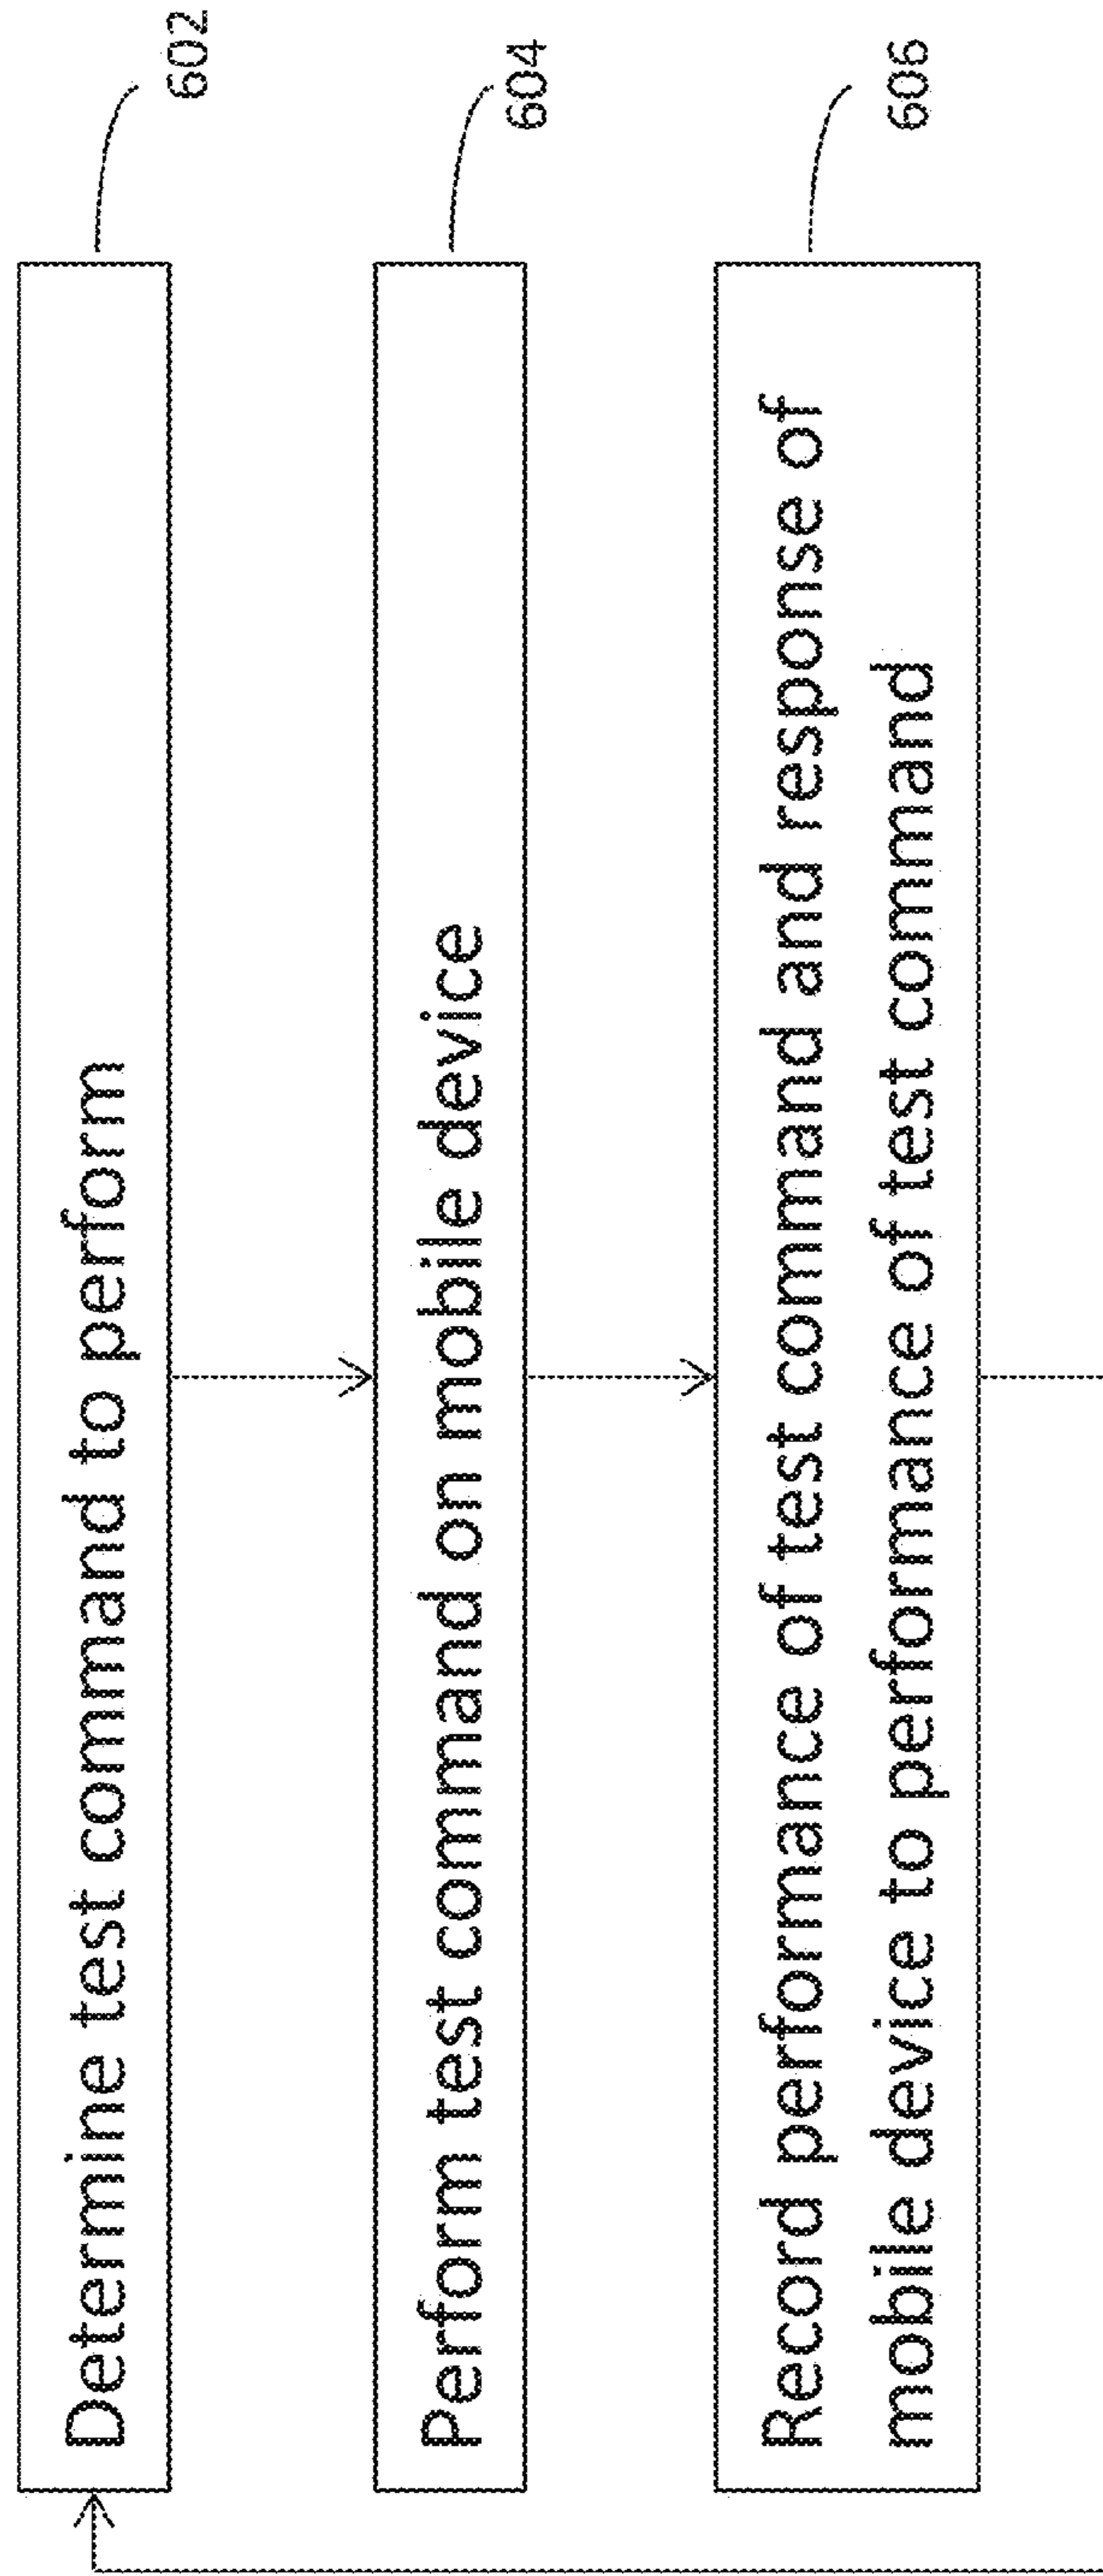 Determine test command to perform
602
Perform test command on mobile device
604
Record performance of test command and response of
mobile device to performance of test command
606